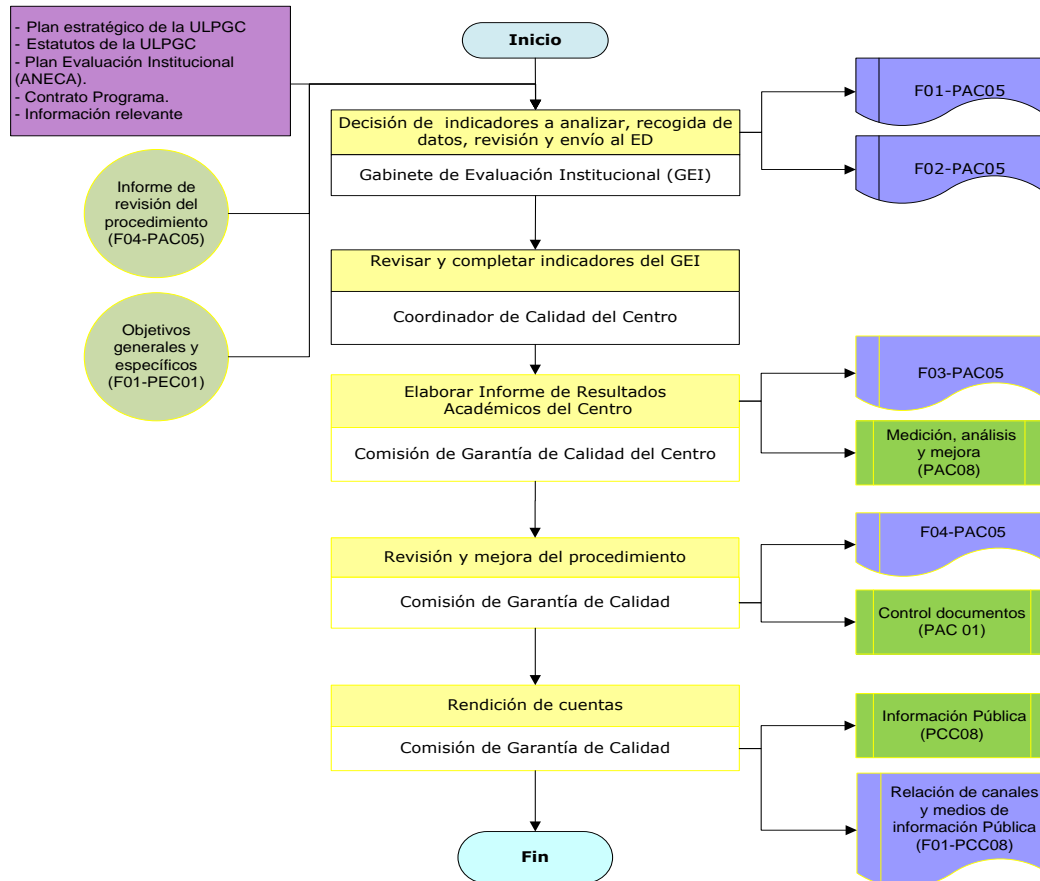 - Plan estratégico de la ULPGC
- Estatutos de la ULPGC
- Plan Evaluación Institucional
(ANECA).
- Contrato Programa.
- Información relevante
Inicio
F01-PAC05
Decisión de indicadores a analizar, recogida de
datos, revisión y envío al ED
Gabinete de Evaluación Institucional (GEI)
F02-PAC05
Informe de
revisión del
procedimiento
(F04-PAC05)
Revisar y completar indicadores del GEI
Coordinador de Calidad del Centro
Objetivos
generales y
específicos
(F01-PEC01)
Elaborar Informe de Resultados
Académicos del Centro
Comisión de Garantía de Calidad del Centro
F03-PAC05
Medición, análisis
y mejora
(PAC08)
Revisión y mejora del procedimiento
Comisión de Garantía de Calidad
F04-PAC05
Control documentos
(PAC 01)
Rendición de cuentas
Comisión de Garantía de Calidad
Información Pública
(PCC08)
Relación de canales
y medios de
información Pública
(F01-PCC08)
Fin